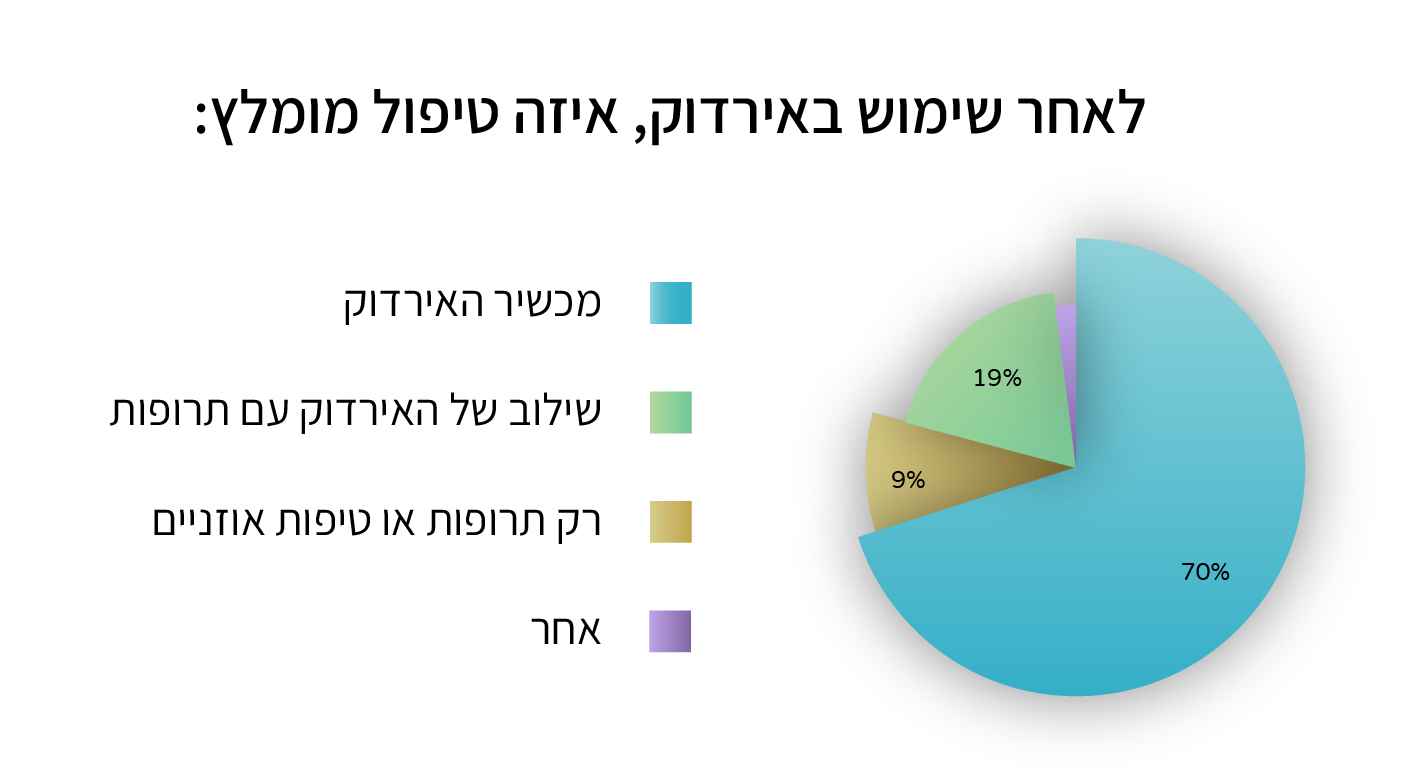 לאחר שימוש באירדוק, איזה טיפול מומלץ:
מכשיר האירדוק
שילוב של האירדוק עם תרופות
רק תרופות או טיפות אוזניים
אחר
19%
9%
70%